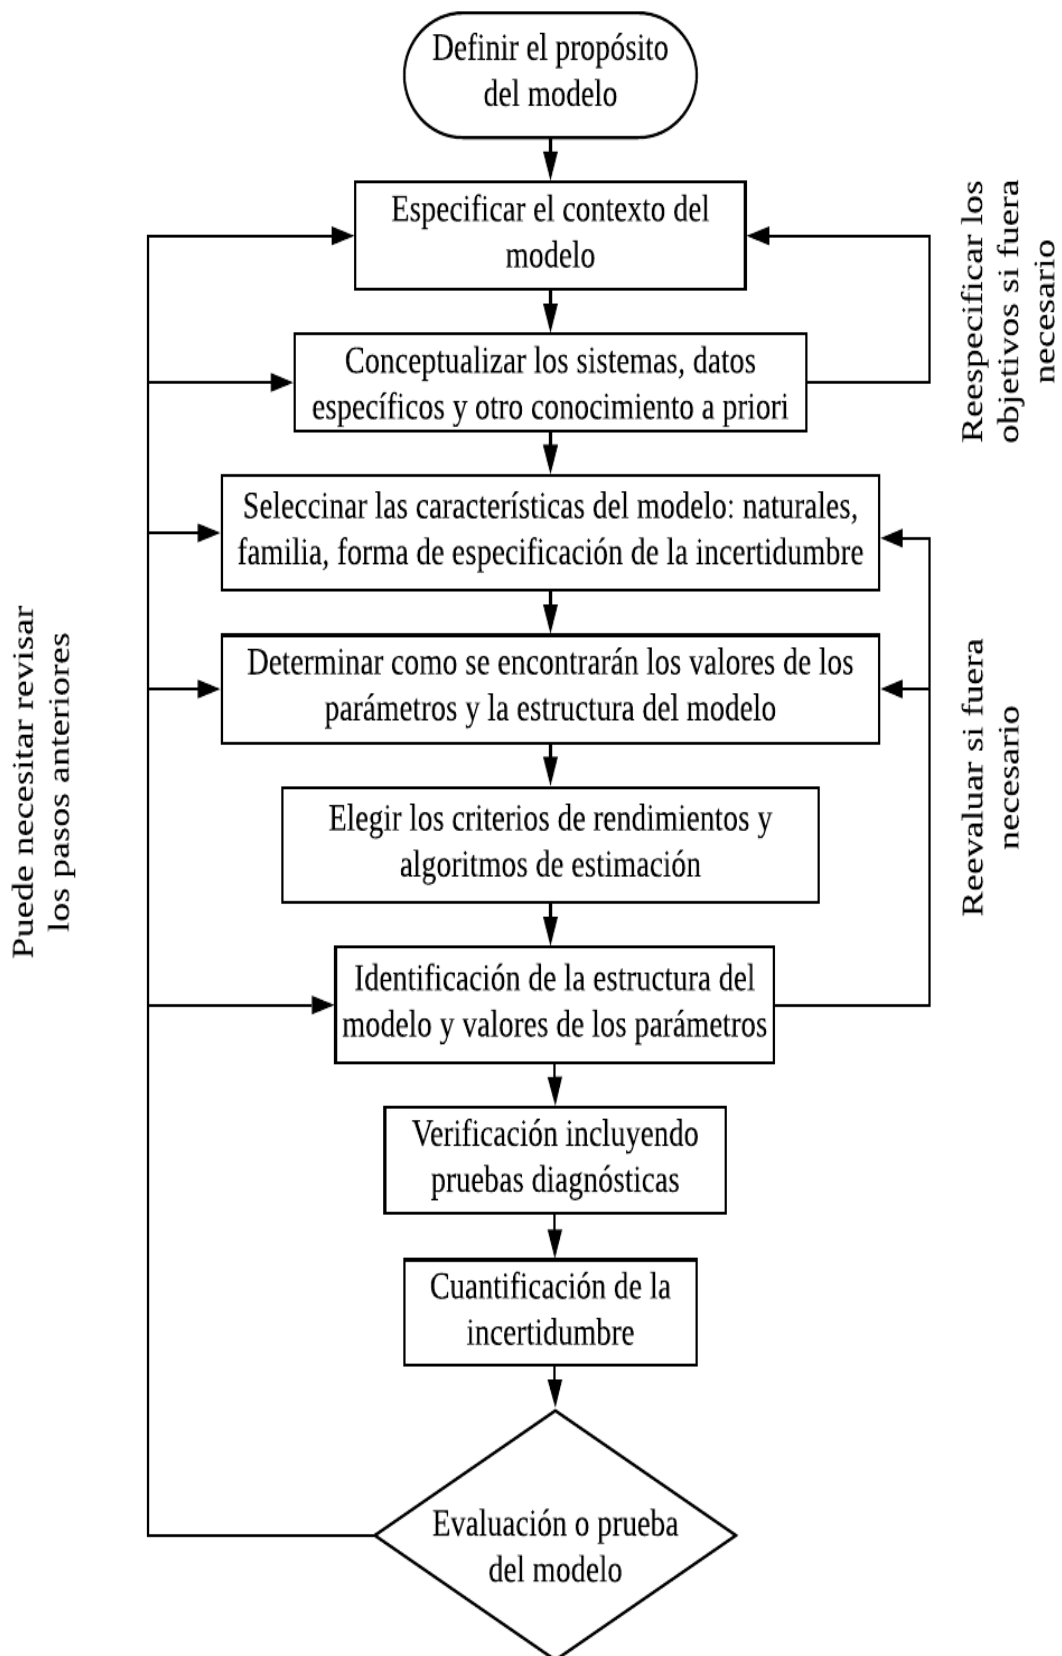 Definir el propósito
del modelo
Especificar el contexto del
modelo
Conceptualizar los sistemas, datos
específicos y otro conocimiento a priori
Reespecificar los
objetivos si fuera
necesario
Seleccinar las características del modelo: naturales,
familia, forma de especificación de la incertidumbre
Determinar como se encontrarán los valores de los
parámetros y la estructura del modelo
Puede necesitar revisar
los pasos anteriores
Reevaluar si fuera
necesario
Elegir los criterios de rendimientos y
algoritmos de estimación
Identificación de la estructura del
modelo y valores de los parámetros
Verificación incluyendo
pruebas diagnósticas
Cuantificación de la
incertidumbre
Evaluación o prueba
del modelo